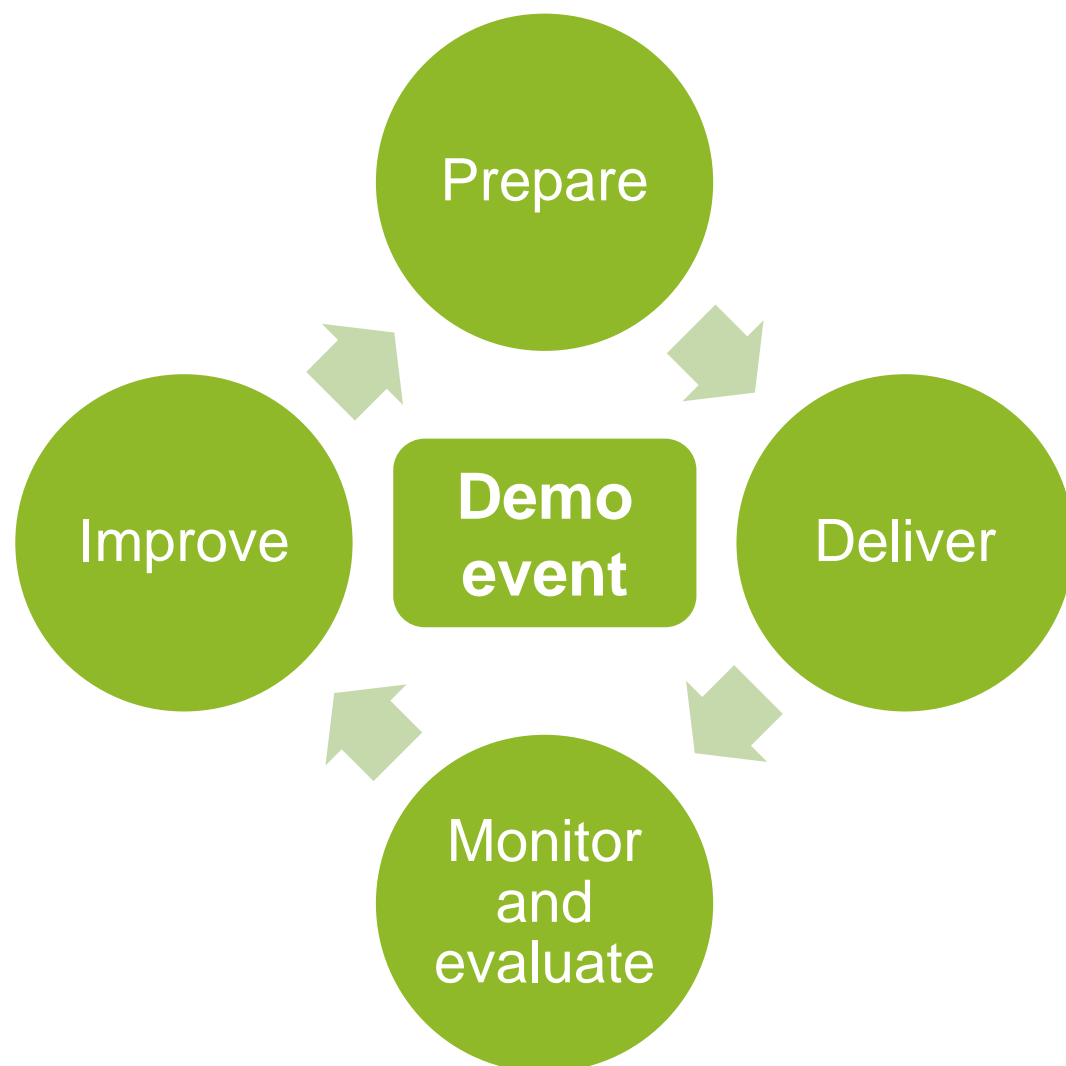 Prepare
Improve
Demo
event
Deliver
Monitor
and
evaluate